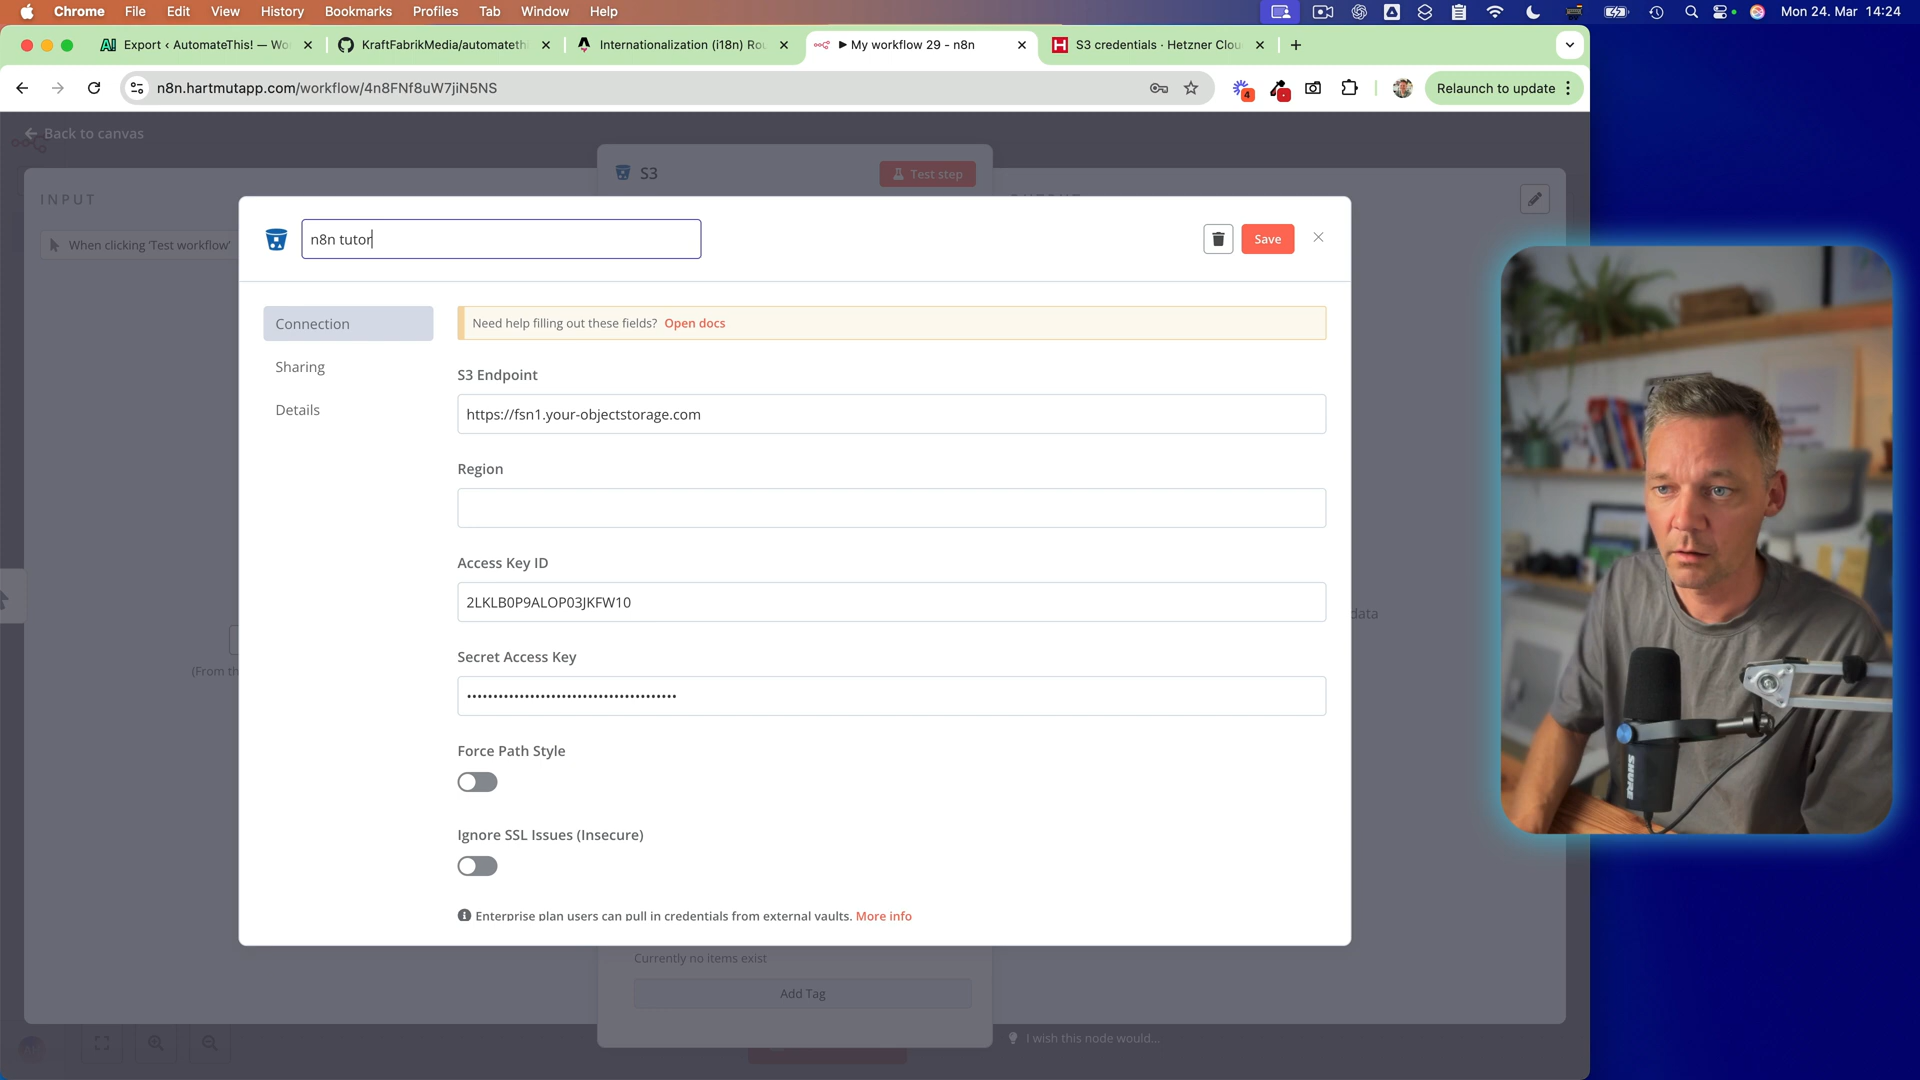 Chrome File Edit View History Bookmarks Profiles Tab Window Help Mon 24. Mar 14:24
Export ‹ AutomateThis! — Wo
KraftFabrikMedia/automateth
Internationalization (i18n) Rou
My workflow 29 - n8n
S3 credentials · Hetzner Clou
n8n.hartmutapp.com/workflow/4n8FNf8uW7jiN5NS
4
Relaunch to update
Back to canvas
S3
Test step
INPUT
When clicking 'Test workflow'
n8n tutor
Save
Connection
Sharing
Details
Need help filling out these fields? Open docs
S3 Endpoint
https://fsn1.your-objectstorage.com
Region
Access Key ID
2LKLB0P9ALOP03JKFW10
data
(From th
Secret Access Key
••••••••••••••••••••••••••••••••••••••••
Force Path Style
Ignore SSL Issues (Insecure)
Enterprise plan users can pull in credentials from external vaults. More info
Currently no items exist
Add Tag
I wish this node would...
SHURE